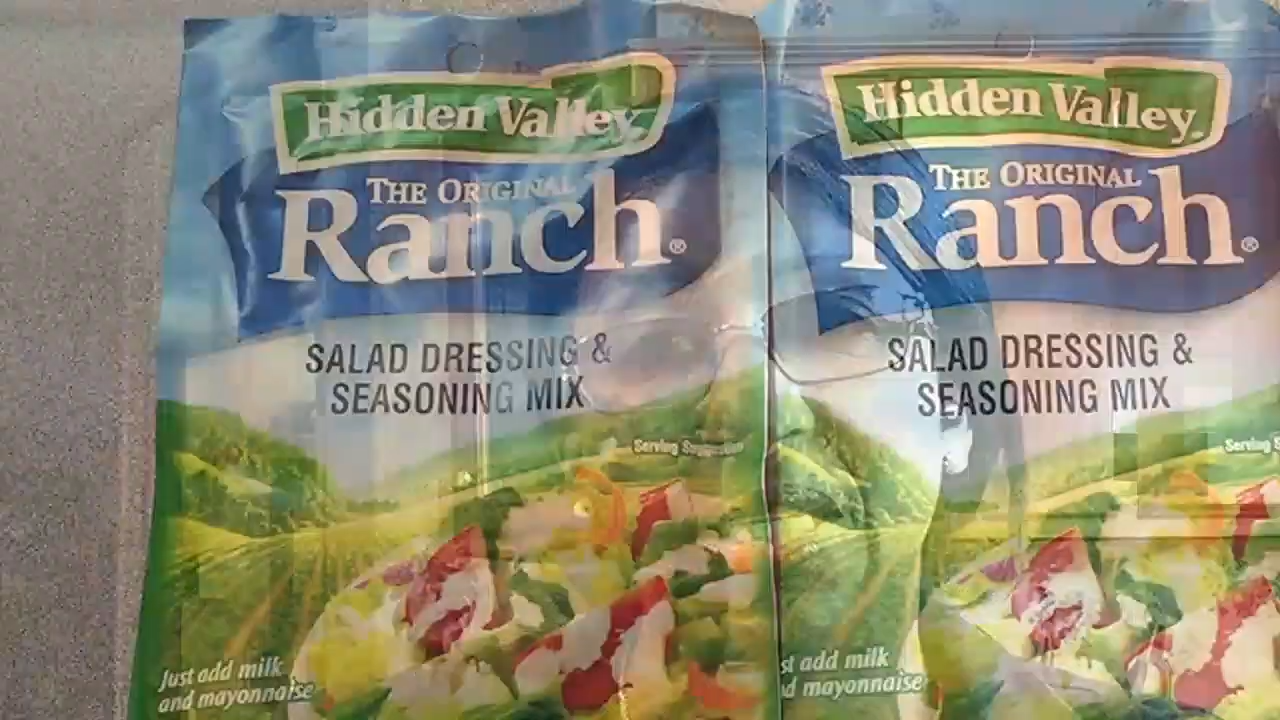 Hidden Valley
THE ORIGINAL
Ranch®
SALAD DRESSING &
SEASONING MIX
Serving Suggestion
Just add milk
and mayonnaise
Hidden Valley
THE ORIGINAL
Ranch®
SALAD DRESSING &
SEASONING MIX
Serving
st add milk
d mayonnaise